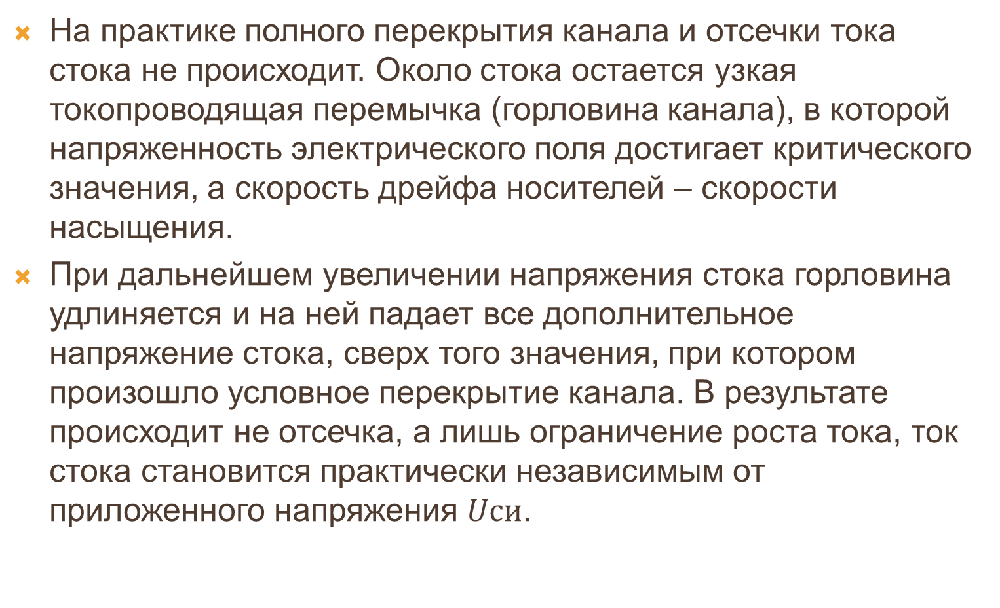 На практике полного перекрытия канала и отсечки тока
стока не происходит. Около стока остается узкая
токопроводящая перемычка (горловина канала), в которой
напряженность электрического поля достигает критического
значения, а скорость дрейфа носителей – скорости
насыщения.
При дальнейшем увеличении напряжения стока горловина
удлиняется и на ней падает все дополнительное
напряжение стока, сверх того значения, при котором
произошло условное перекрытие канала. В результате
происходит не отсечка, а лишь ограничение роста тока, ток
стока становится практически независимым от
приложенного напряжения Uси.